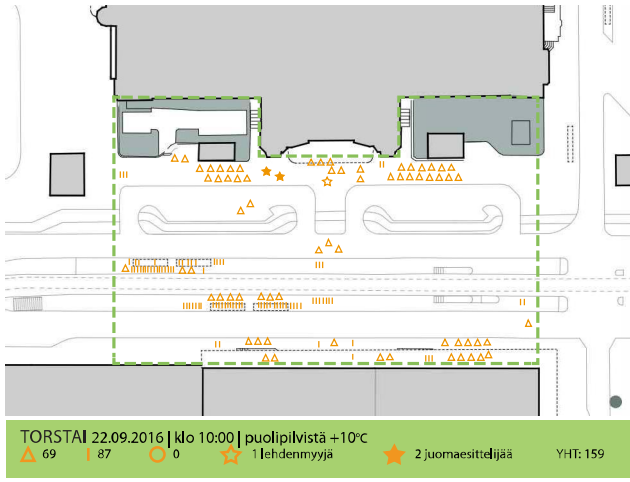 TORSTAI 22.09.2016 | klo 10:00 | puolipilvistä +10°c
69 87 0 1 lehdenmyyjä 2 juomaesittelijää YHT: 159